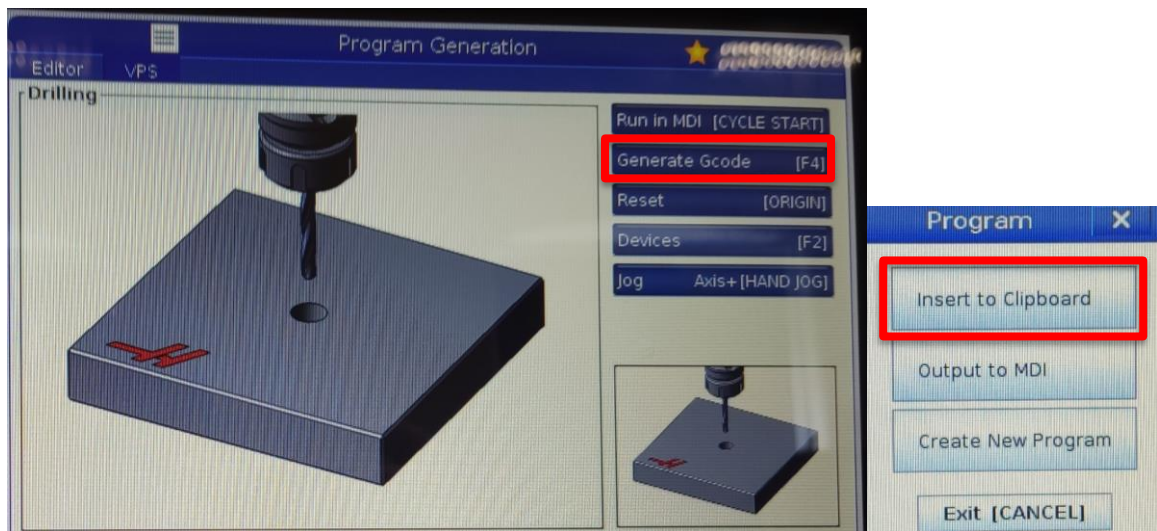 Program Generation
Editor
VPS
Drilling
Run in MDI [CYCLE START]
Generate Gcode [F4]
Reset [ORIGIN]
Devices [F2]
Jog Axis+[HAND JOG]
Program X
Insert to Clipboard
Output to MDI
Create New Program
Exit [CANCEL]